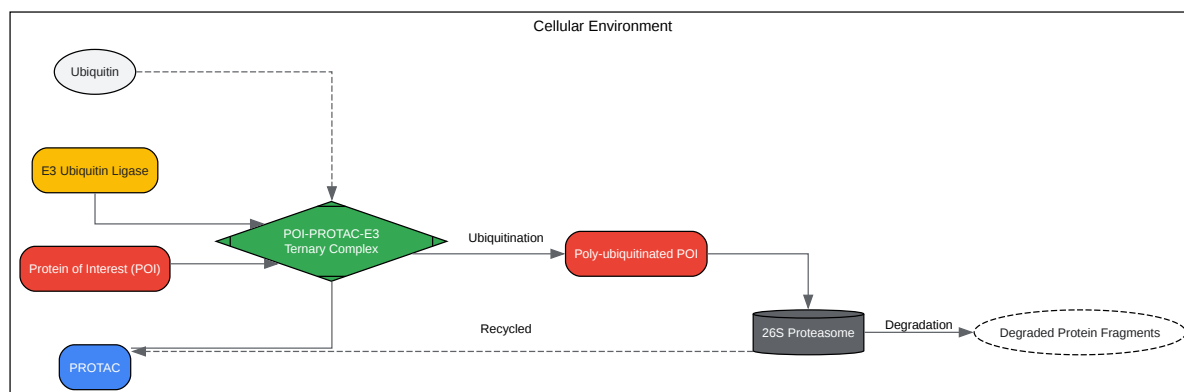 Cellular Environment
Ubiquitin
E3 Ubiquitin Ligase
POI-PROTAC-E3
Ternary Complex
Ubiquitination
Protein of Interest (POI)
Poly-ubiquitinated POI
Recycled
26S Proteasome
Degradation
Degraded Protein Fragments
PROTAC